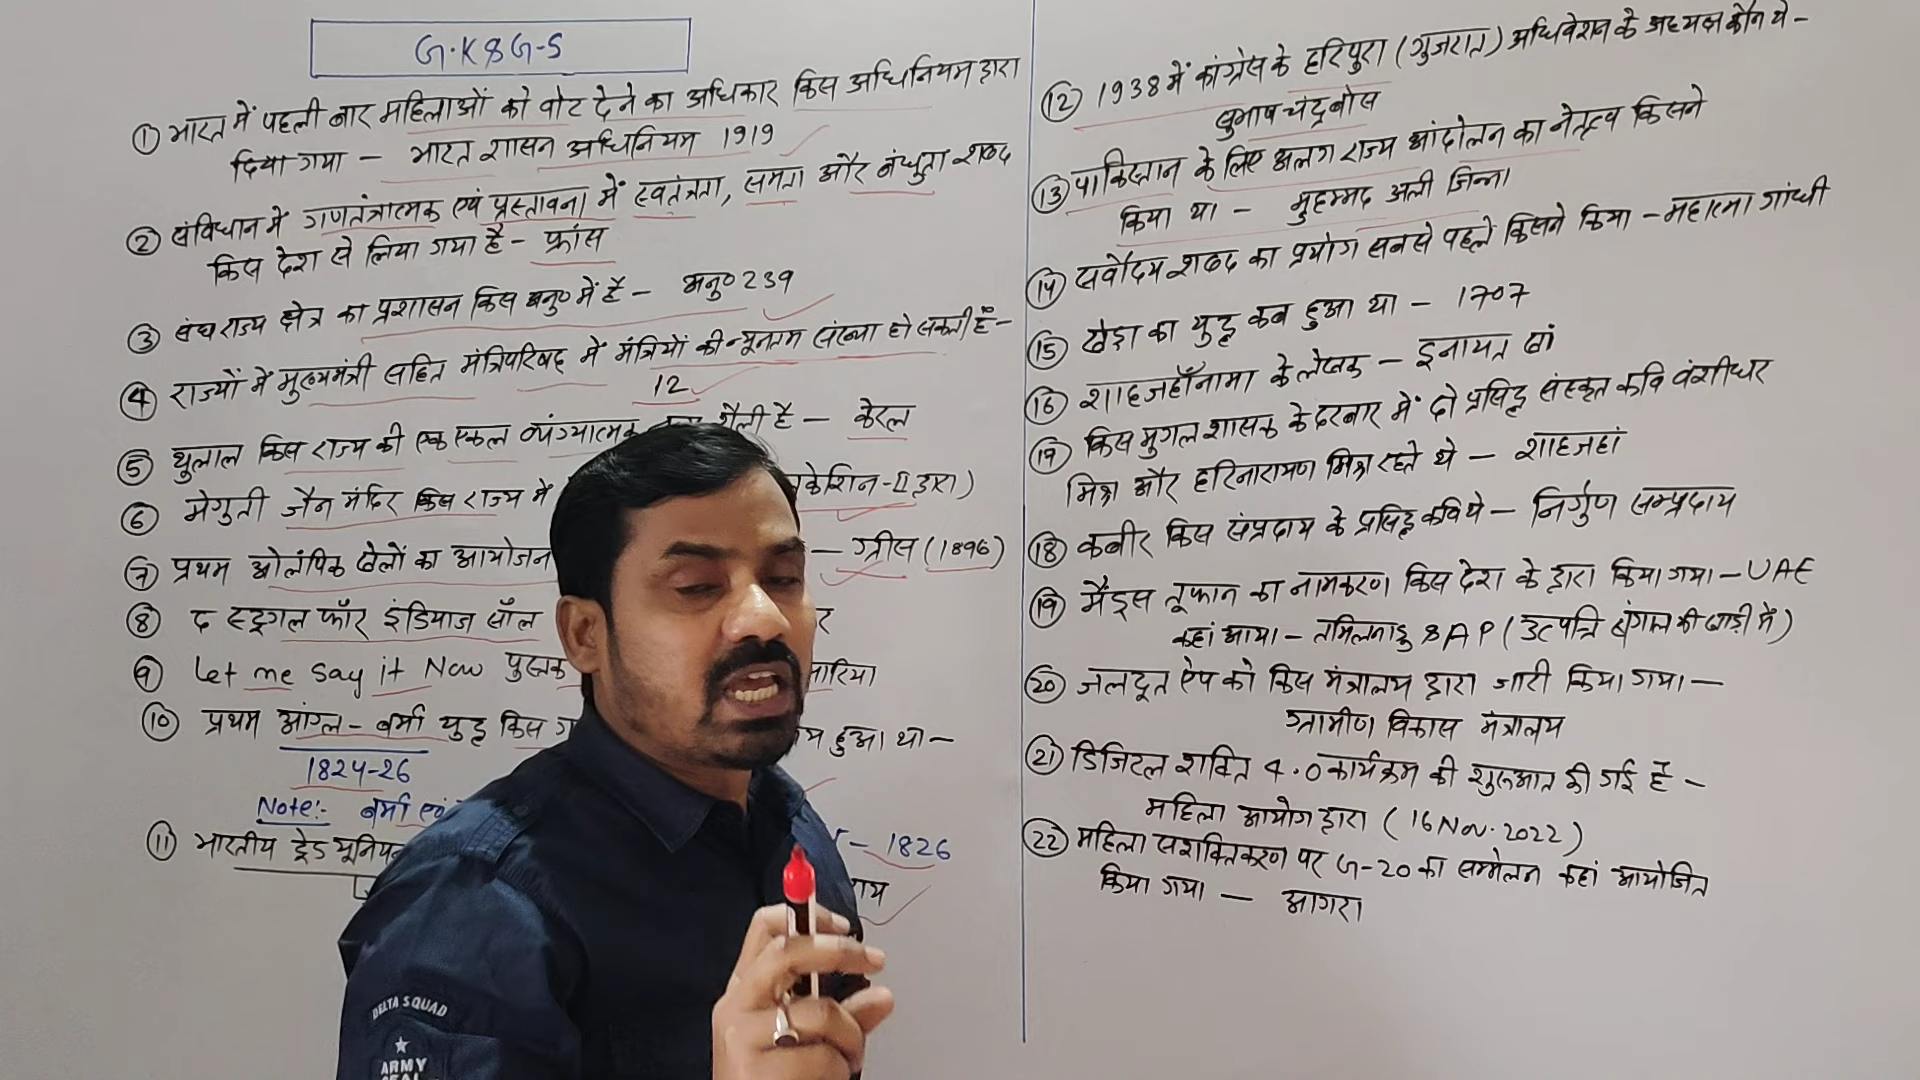 G.K & G-S
① भारत में पहली बार महिलाओं को वोट देने का अधिकार किस अधिनियम द्वारा
दिया गया – भारत शासन अधिनियम 1919
② संविधान में गणतंत्रात्मक एवं प्रस्तावना में स्वतंत्रता, समता और बंधुता शब्द
किस देश से लिया गया है – फ्रांस
③ संघ राज्य क्षेत्र का प्रशासन किस अनु० में है – अनु० 239
④ राज्यों में मुख्यमंत्री सहित मंत्रिपरिषद में मंत्रियों की न्यूनतम संख्या हो सकती है –
12
⑤ थुलाल किस राज्य की एक एकल व्यंग्यात्मक शैली है – केरल
⑥ मेगुती जैन मंदिर किस राज्य में केशिन-II द्वारा)
⑦ प्रथम ओलंपिक खेलों का आयोजन – ग्रीस (1896)
⑧ द स्ट्रगल फॉर इंडियाज सॉल र
⑨ Let me say it Now पुस्तक मारिया
⑩ प्रथम आंग्ल – बर्मा युद्ध किस हुआ था –
1824-26
Note:- बर्मा एवं – 1826
⑪ भारतीय ट्रेड यूनियन राय
⑫ 1938 में कांग्रेस के हरिपुरा (गुजरात) अधिवेशन के अध्यक्ष कौन थे –
सुभाष चंद्र बोस
⑬ पाकिस्तान के लिए अलग राज्य आंदोलन का नेतृत्व किसने
किया था – मुहम्मद अली जिन्ना
⑭ सर्वोदय शब्द का प्रयोग सबसे पहले किसने किया – महात्मा गांधी
⑮ खेड़ा का युद्ध कब हुआ था – 1707
⑯ शाहजहाँनामा के लेखक – इनायत खां
⑰ किस मुगल शासक के दरबार में दो प्रसिद्ध संस्कृत कवि वंशीधर
मिश्रा और हरिनारायण मिश्रा रहते थे – शाहजहां
⑱ कबीर किस संप्रदाय के प्रसिद्ध कवि थे – निर्गुण सम्प्रदाय
⑲ मैंडूस तूफान का नामकरण किस देश के द्वारा किया गया – UAE
कहां आया – तमिलनाडु & AP (उत्पत्ति बंगाल की खाड़ी में)
⑳ जलदूत ऐप को किस मंत्रालय द्वारा जारी किया गया –
ग्रामीण विकास मंत्रालय
㉑ डिजिटल शक्ति 4.0 कार्यक्रम की शुरूआत की गई है –
महिला आयोग द्वारा (16 Nov. 2022)
㉒ महिला सशक्तिकरण पर G-20 का सम्मेलन कहां आयोजित
किया गया – आगरा
DELTA SQUAD
ARMY